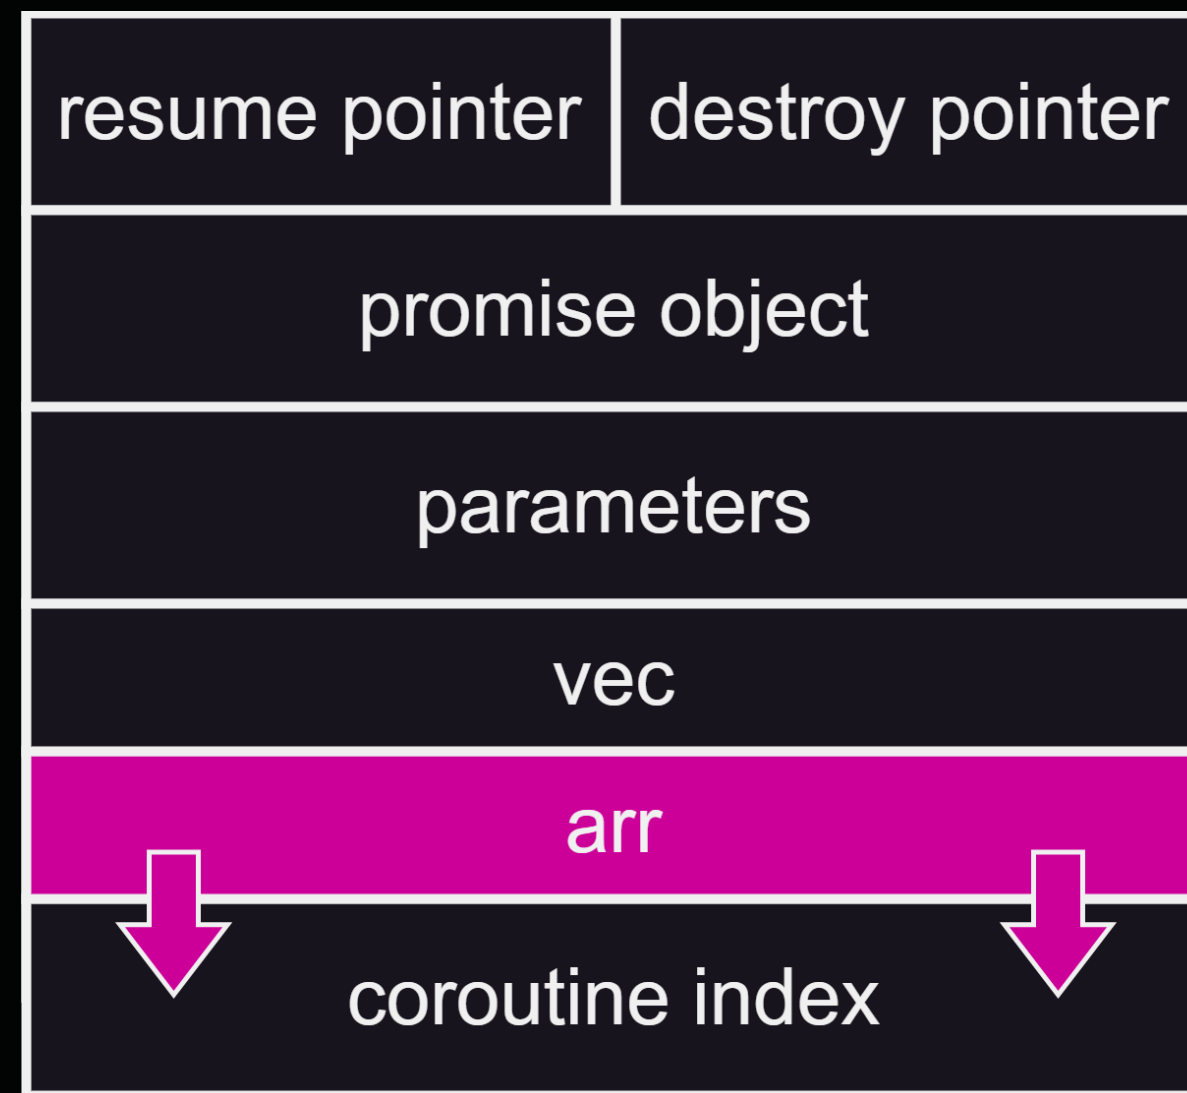 resume pointer
destroy pointer
promise object
parameters
vec
arr
coroutine index